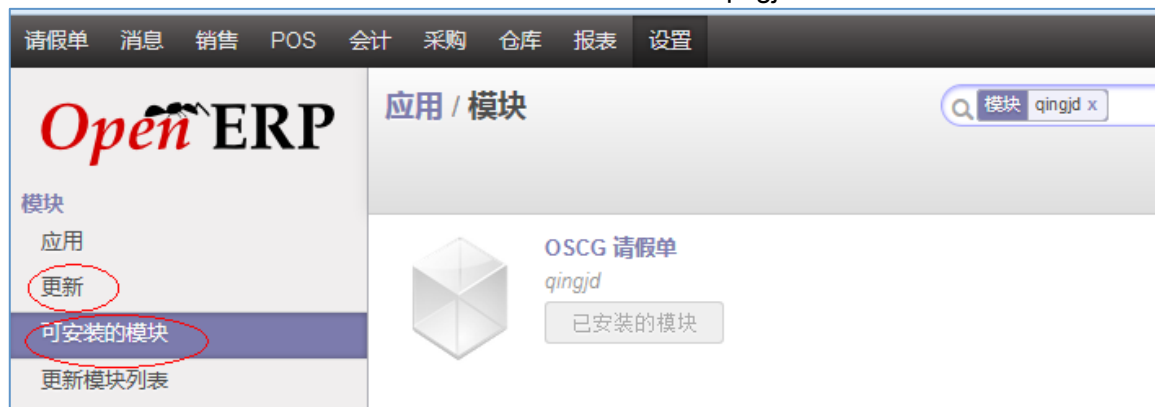 请假单 消息 销售 POS 会计 采购 仓库 报表 设置
OpenERP
应用 / 模块
模块 qingjd x
模块
应用
更新
可安装的模块
更新模块列表
OSCG 请假单
qingjd
已安装的模块